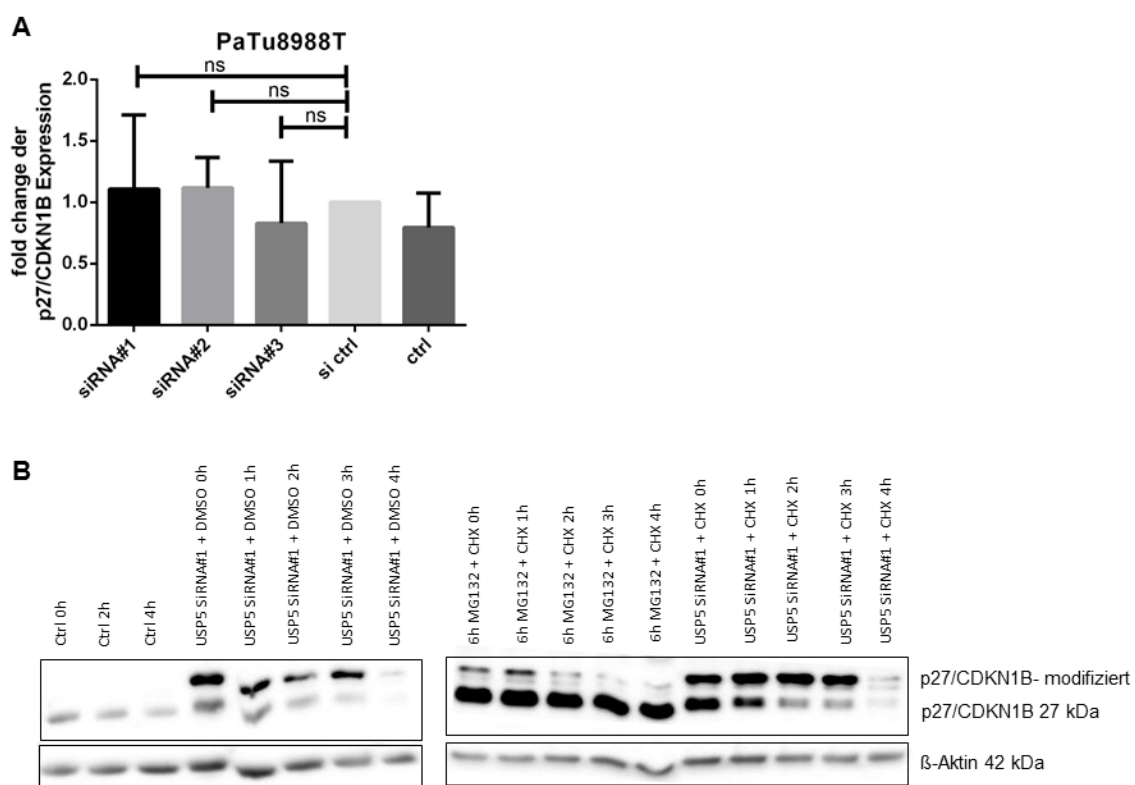 A
PaTu8988T
ns
ns
ns
fold change der
p27/CDKN1B Expression
2.0
1.5
1.0
0.5
0.0
siRNA#1
siRNA#2
siRNA#3
si ctrl
ctrl
B
Ctrl 0h
Ctrl 2h
Ctrl 4h
USP5 SiRNA#1 + DMSO 0h
USP5 SiRNA#1 + DMSO 1h
USP5 SiRNA#1 + DMSO 2h
USP5 SiRNA#1 + DMSO 3h
USP5 SiRNA#1 + DMSO 4h
6h MG132 + CHX 0h
6h MG132 + CHX 1h
6h MG132 + CHX 2h
6h MG132 + CHX 3h
6h MG132 + CHX 4h
USP5 SiRNA#1 + CHX 0h
USP5 SiRNA#1 + CHX 1h
USP5 SiRNA#1 + CHX 2h
USP5 SiRNA#1 + CHX 3h
USP5 SiRNA#1 + CHX 4h
p27/CDKN1B- modifiziert
p27/CDKN1B 27 kDa
ß-Aktin 42 kDa